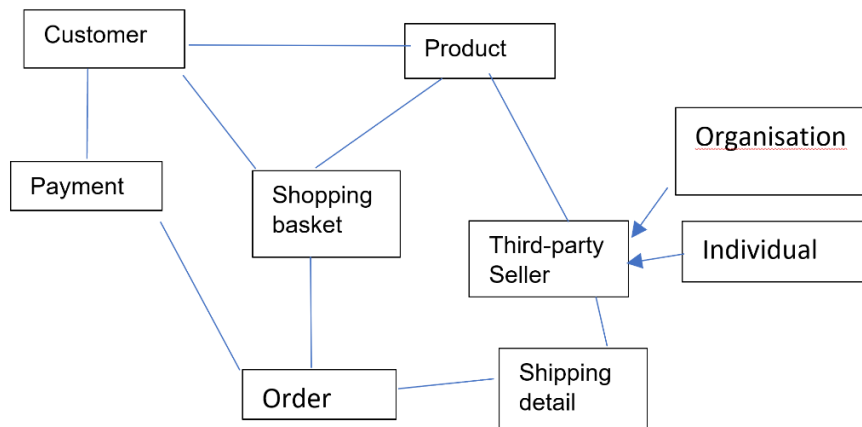 Customer
Product
Organisation
Payment
Shopping
basket
Third-party
Seller
Individual
Order
Shipping
detail